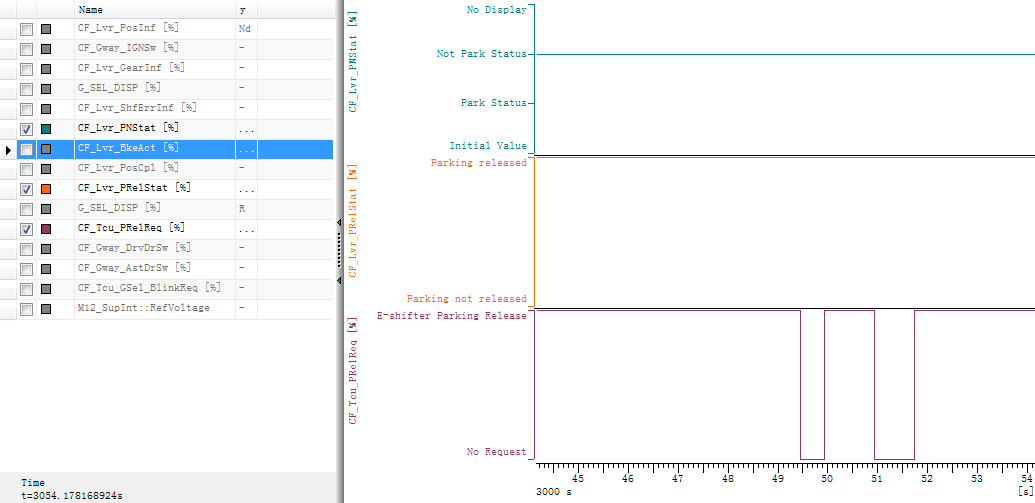 Name y
CF_Lvr_PosInf [%] Nd
CF_Gway_IGNSw [%] -
CF_Lvr_GearInf [%] -
G_SEL_DISP [%] -
CF_Lvr_ShfErrInf [%] -
CF_Lvr_PNStat [%] ...
CF_Lvr_BkeAct [%] ...
CF_Lvr_PosCpl [%] -
CF_Lvr_PRelStat [%] ...
G_SEL_DISP [%] R
CF_Tcu_PRelReq [%] ...
CF_Gway_DrvDrSw [%] -
CF_Gway_AstDrSw [%] -
CF_Tcu_GSel_BlinkReq [%] -
M12_SupInt::RefVoltage -
Time
t=3054.178168924s
CF_Lvr_PNStat [%]
No Display
Not Park Status
Park Status
Initial Value
CF_Lvr_PRelStat [%]
Parking released
Parking not released
CF_Tcu_PRelReq [%]
E-shifter Parking Release
No Request
45 46 47 48 49 50 51 52 53 54
3000 s [s]